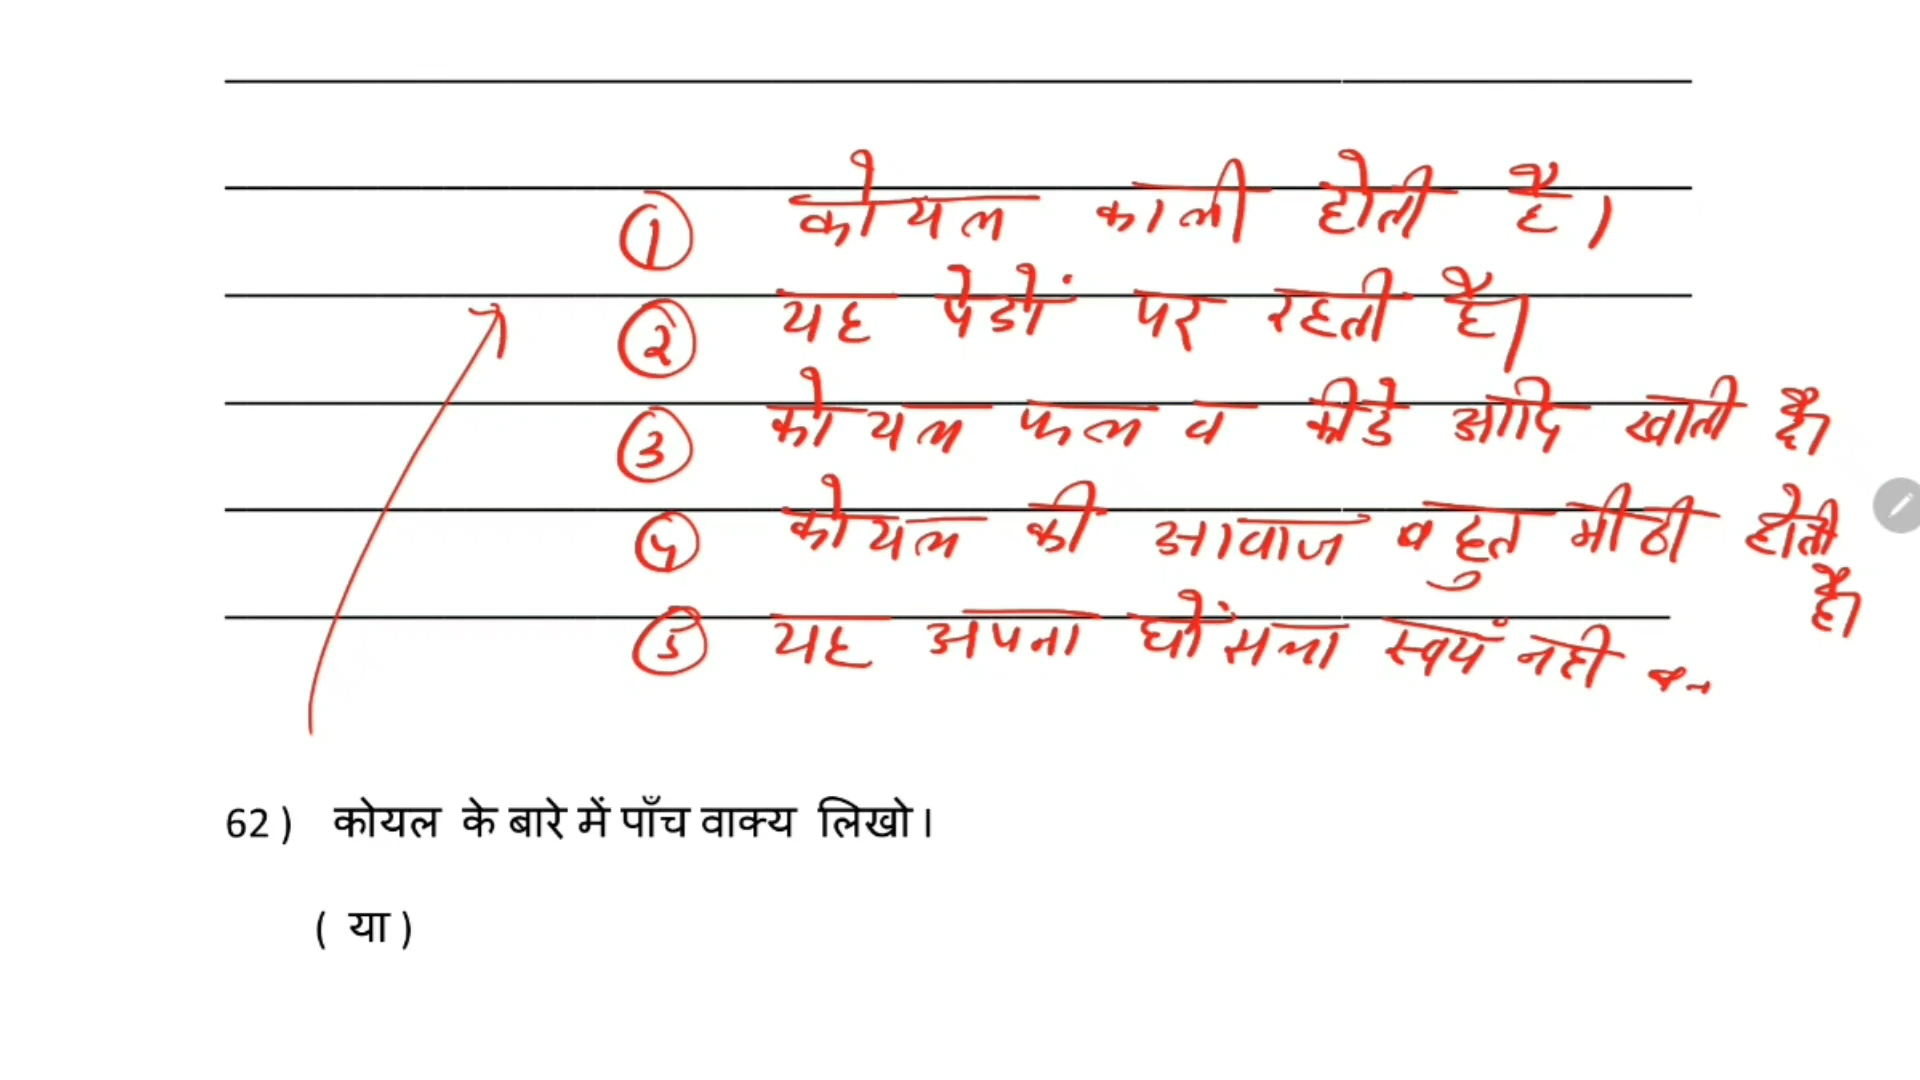 ① कोयल काली होती है।
② यह पेडों पर रहती है।
③ कोयल फल व कीडे आदि खाती है।
④ कोयल की आवाज बहुत मीठी होती
है।
⑤ यह अपना घोंसला स्वयं नही बन
62) कोयल के बारे में पाँच वाक्य लिखो।
( या )